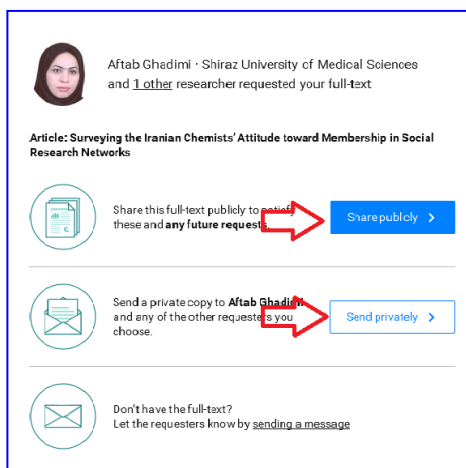 Aftab Ghadimi · Shiraz University of Medical Sciences
and 1 other researcher requested your full-text
Article: Surveying the Iranian Chemists' Attitude toward Membership in Social
Research Networks
Share this full-text publicly to satisfy
these and any future requests.
Share publicly
Send a private copy to Aftab Ghadimi
and any of the other requesters you
choose.
Send privately
Don't have the full-text?
Let the requesters know by sending a message